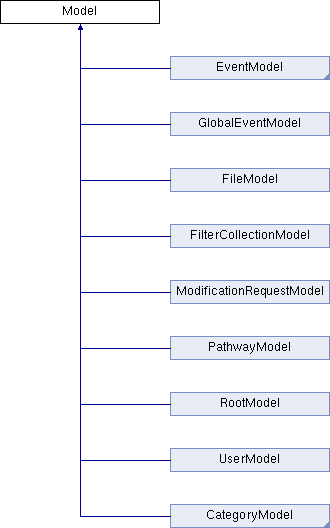 Model
EventModel
GlobalEventModel
FileModel
FilterCollectionModel
ModificationRequestModel
PathwayModel
RootModel
UserModel
CategoryModel